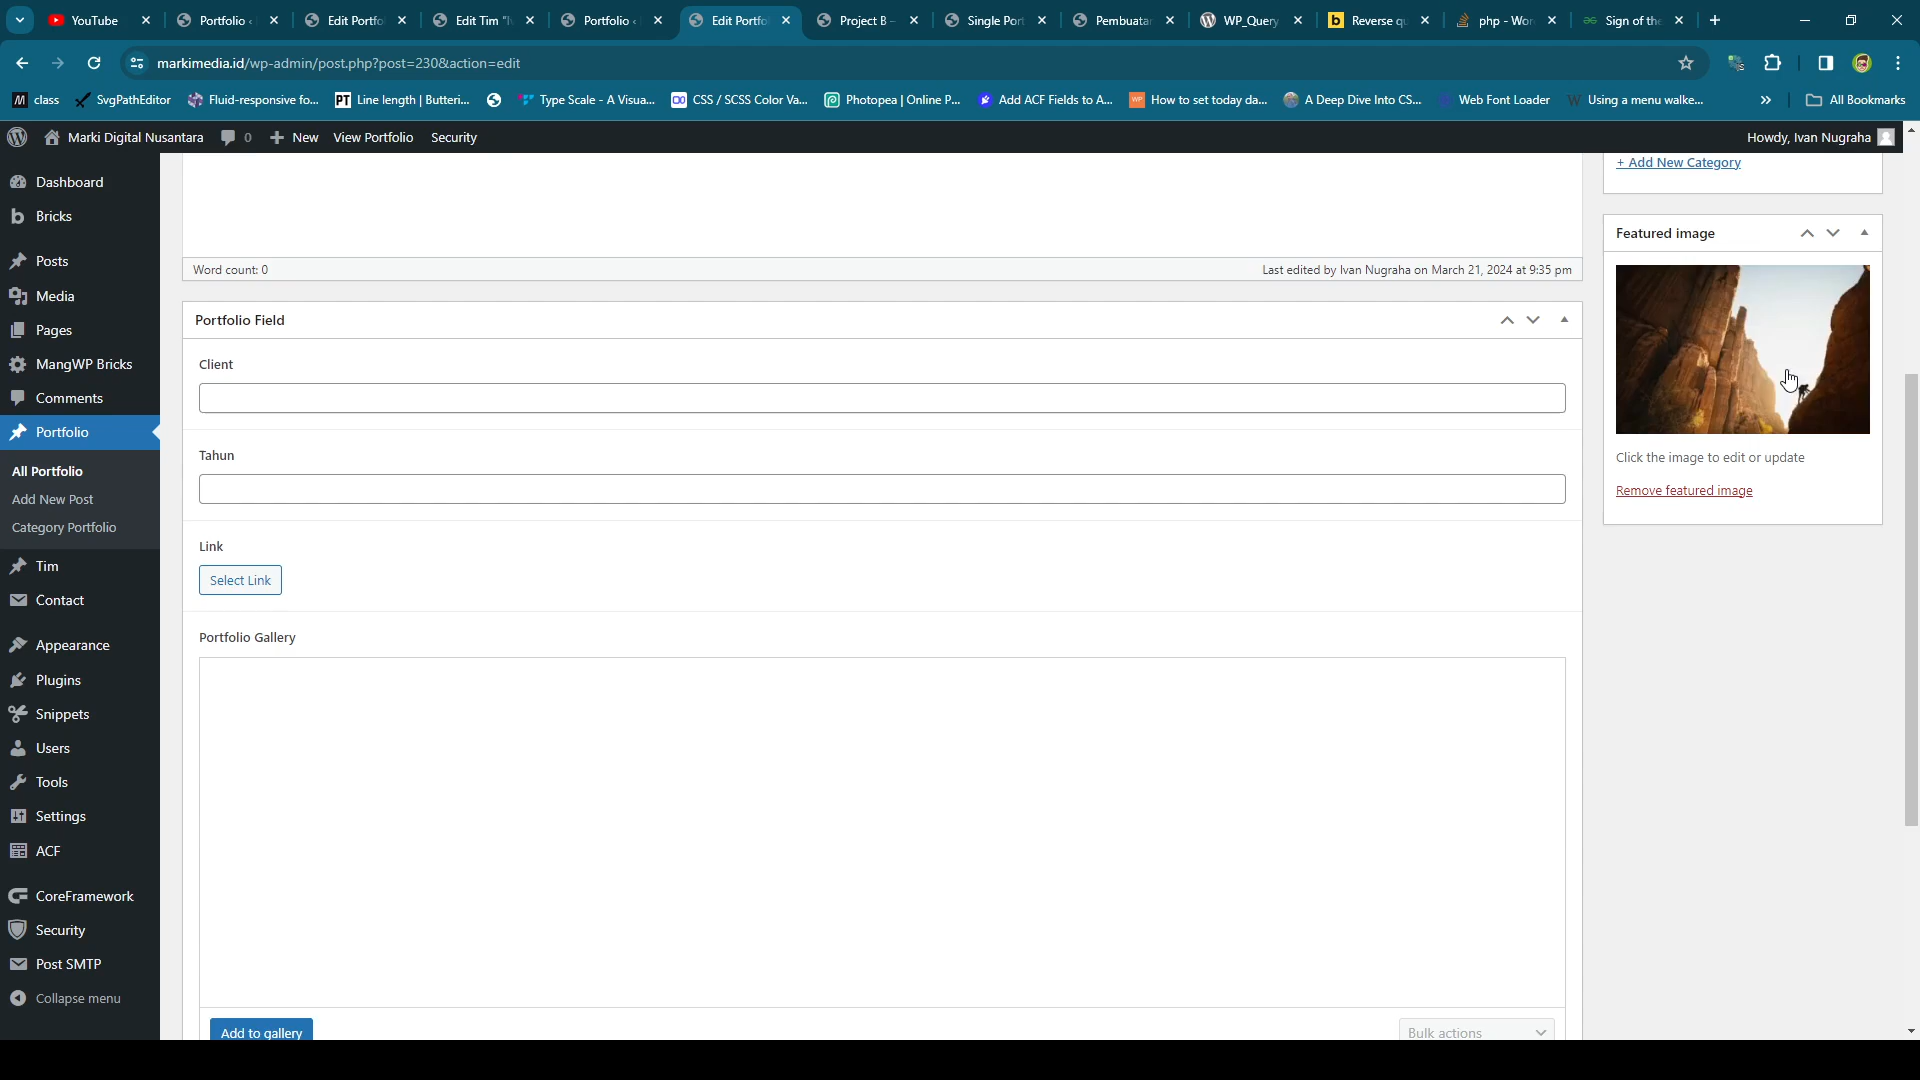 YouTube
Portfolio ‹
Edit Portfo
Edit Tim "I
Portfolio ‹
Edit Portfo
Project B –
Single Port
Pembuata
WP_Query
Reverse q
php - Wor
Sign of the
markimedia.id/wp-admin/post.php?post=230&action=edit
class
SvgPathEditor
Fluid-responsive fo...
PT Line length | Butteri...
Type Scale - A Visua...
CSS / SCSS Color Va...
Photopea | Online P...
Add ACF Fields to A...
How to set today da...
A Deep Dive Into CS...
Web Font Loader
Using a menu walke...
»
All Bookmarks
Marki Digital Nusantara
0
New
View Portfolio
Security
Howdy, Ivan Nugraha
Dashboard
Bricks
Posts
Media
Pages
MangWP Bricks
Comments
Portfolio
All Portfolio
Add New Post
Category Portfolio
Tim
Contact
Appearance
Plugins
Snippets
Users
Tools
Settings
ACF
CoreFramework
Security
Post SMTP
Collapse menu
Word count: 0
Last edited by Ivan Nugraha on March 21, 2024 at 9:35 pm
Portfolio Field
Client
Tahun
Link
Select Link
Portfolio Gallery
Add to gallery
Bulk actions
+ Add New Category
Featured image
Click the image to edit or update
Remove featured image